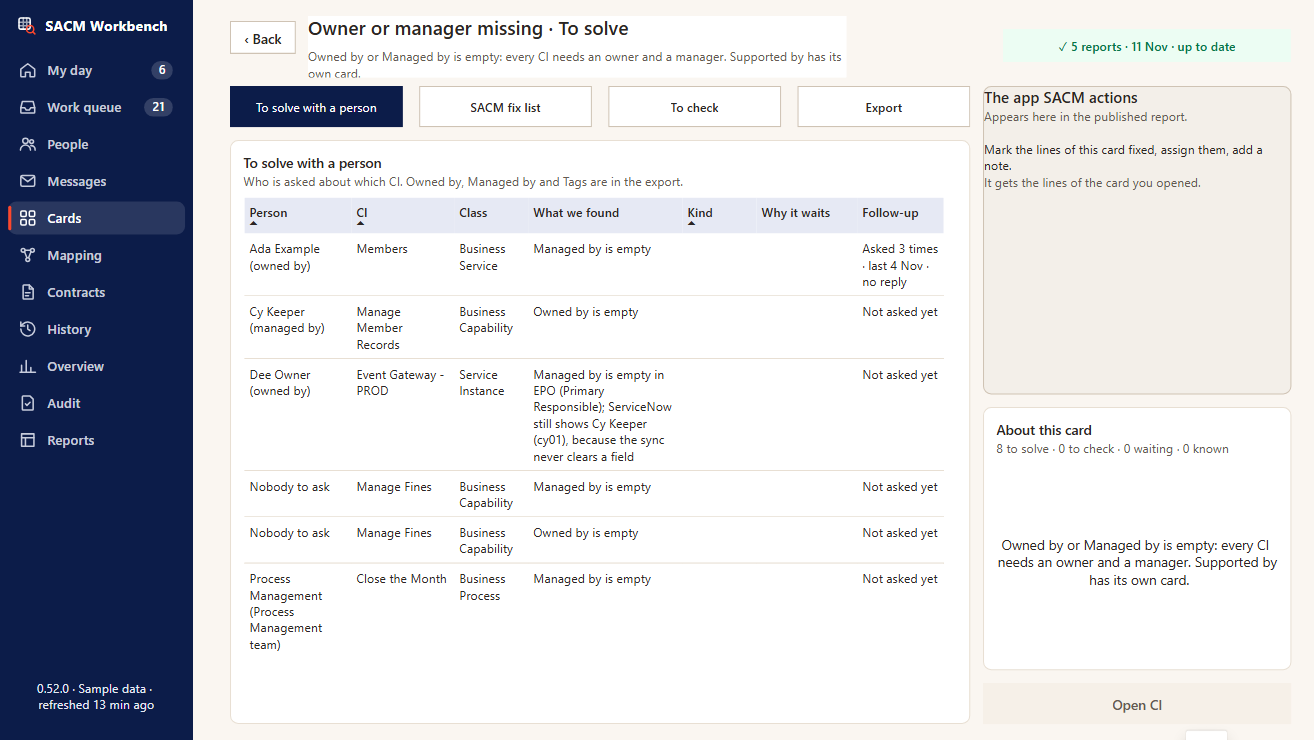 SACM Workbench
My day 6
Work queue 21
People
Messages
Cards
Mapping
Contracts
History
Overview
Audit
Reports
0.52.0 · Sample data ·
refreshed 13 min ago
‹ Back
Owner or manager missing · To solve
Owned by or Managed by is empty: every CI needs an owner and a manager. Supported by has its
own card.
✓ 5 reports · 11 Nov · up to date
To solve with a person
SACM fix list
To check
Export
To solve with a person
Who is asked about which CI. Owned by, Managed by and Tags are in the export.
Person CI Class What we found Kind Why it waits Follow-up
Ada Example Members Business Managed by is empty Asked 3 times
(owned by) Service · last 4 Nov ·
no reply
Cy Keeper Manage Business Owned by is empty Not asked yet
(managed by) Member Capability
Records
Dee Owner Event Gateway - Service Managed by is empty in Not asked yet
(owned by) PROD Instance EPO (Primary
Responsible); ServiceNow
still shows Cy Keeper
(cy01), because the sync
never clears a field
Nobody to ask Manage Fines Business Managed by is empty Not asked yet
Capability
Nobody to ask Manage Fines Business Owned by is empty Not asked yet
Capability
Process Close the Month Business Managed by is empty Not asked yet
Management Process
(Process
Management
team)
The app SACM actions
Appears here in the published report.
Mark the lines of this card fixed, assign them, add a
note.
It gets the lines of the card you opened.
About this card
8 to solve · 0 to check · 0 waiting · 0 known
Owned by or Managed by is empty: every CI
needs an owner and a manager. Supported by
has its own card.
Open CI